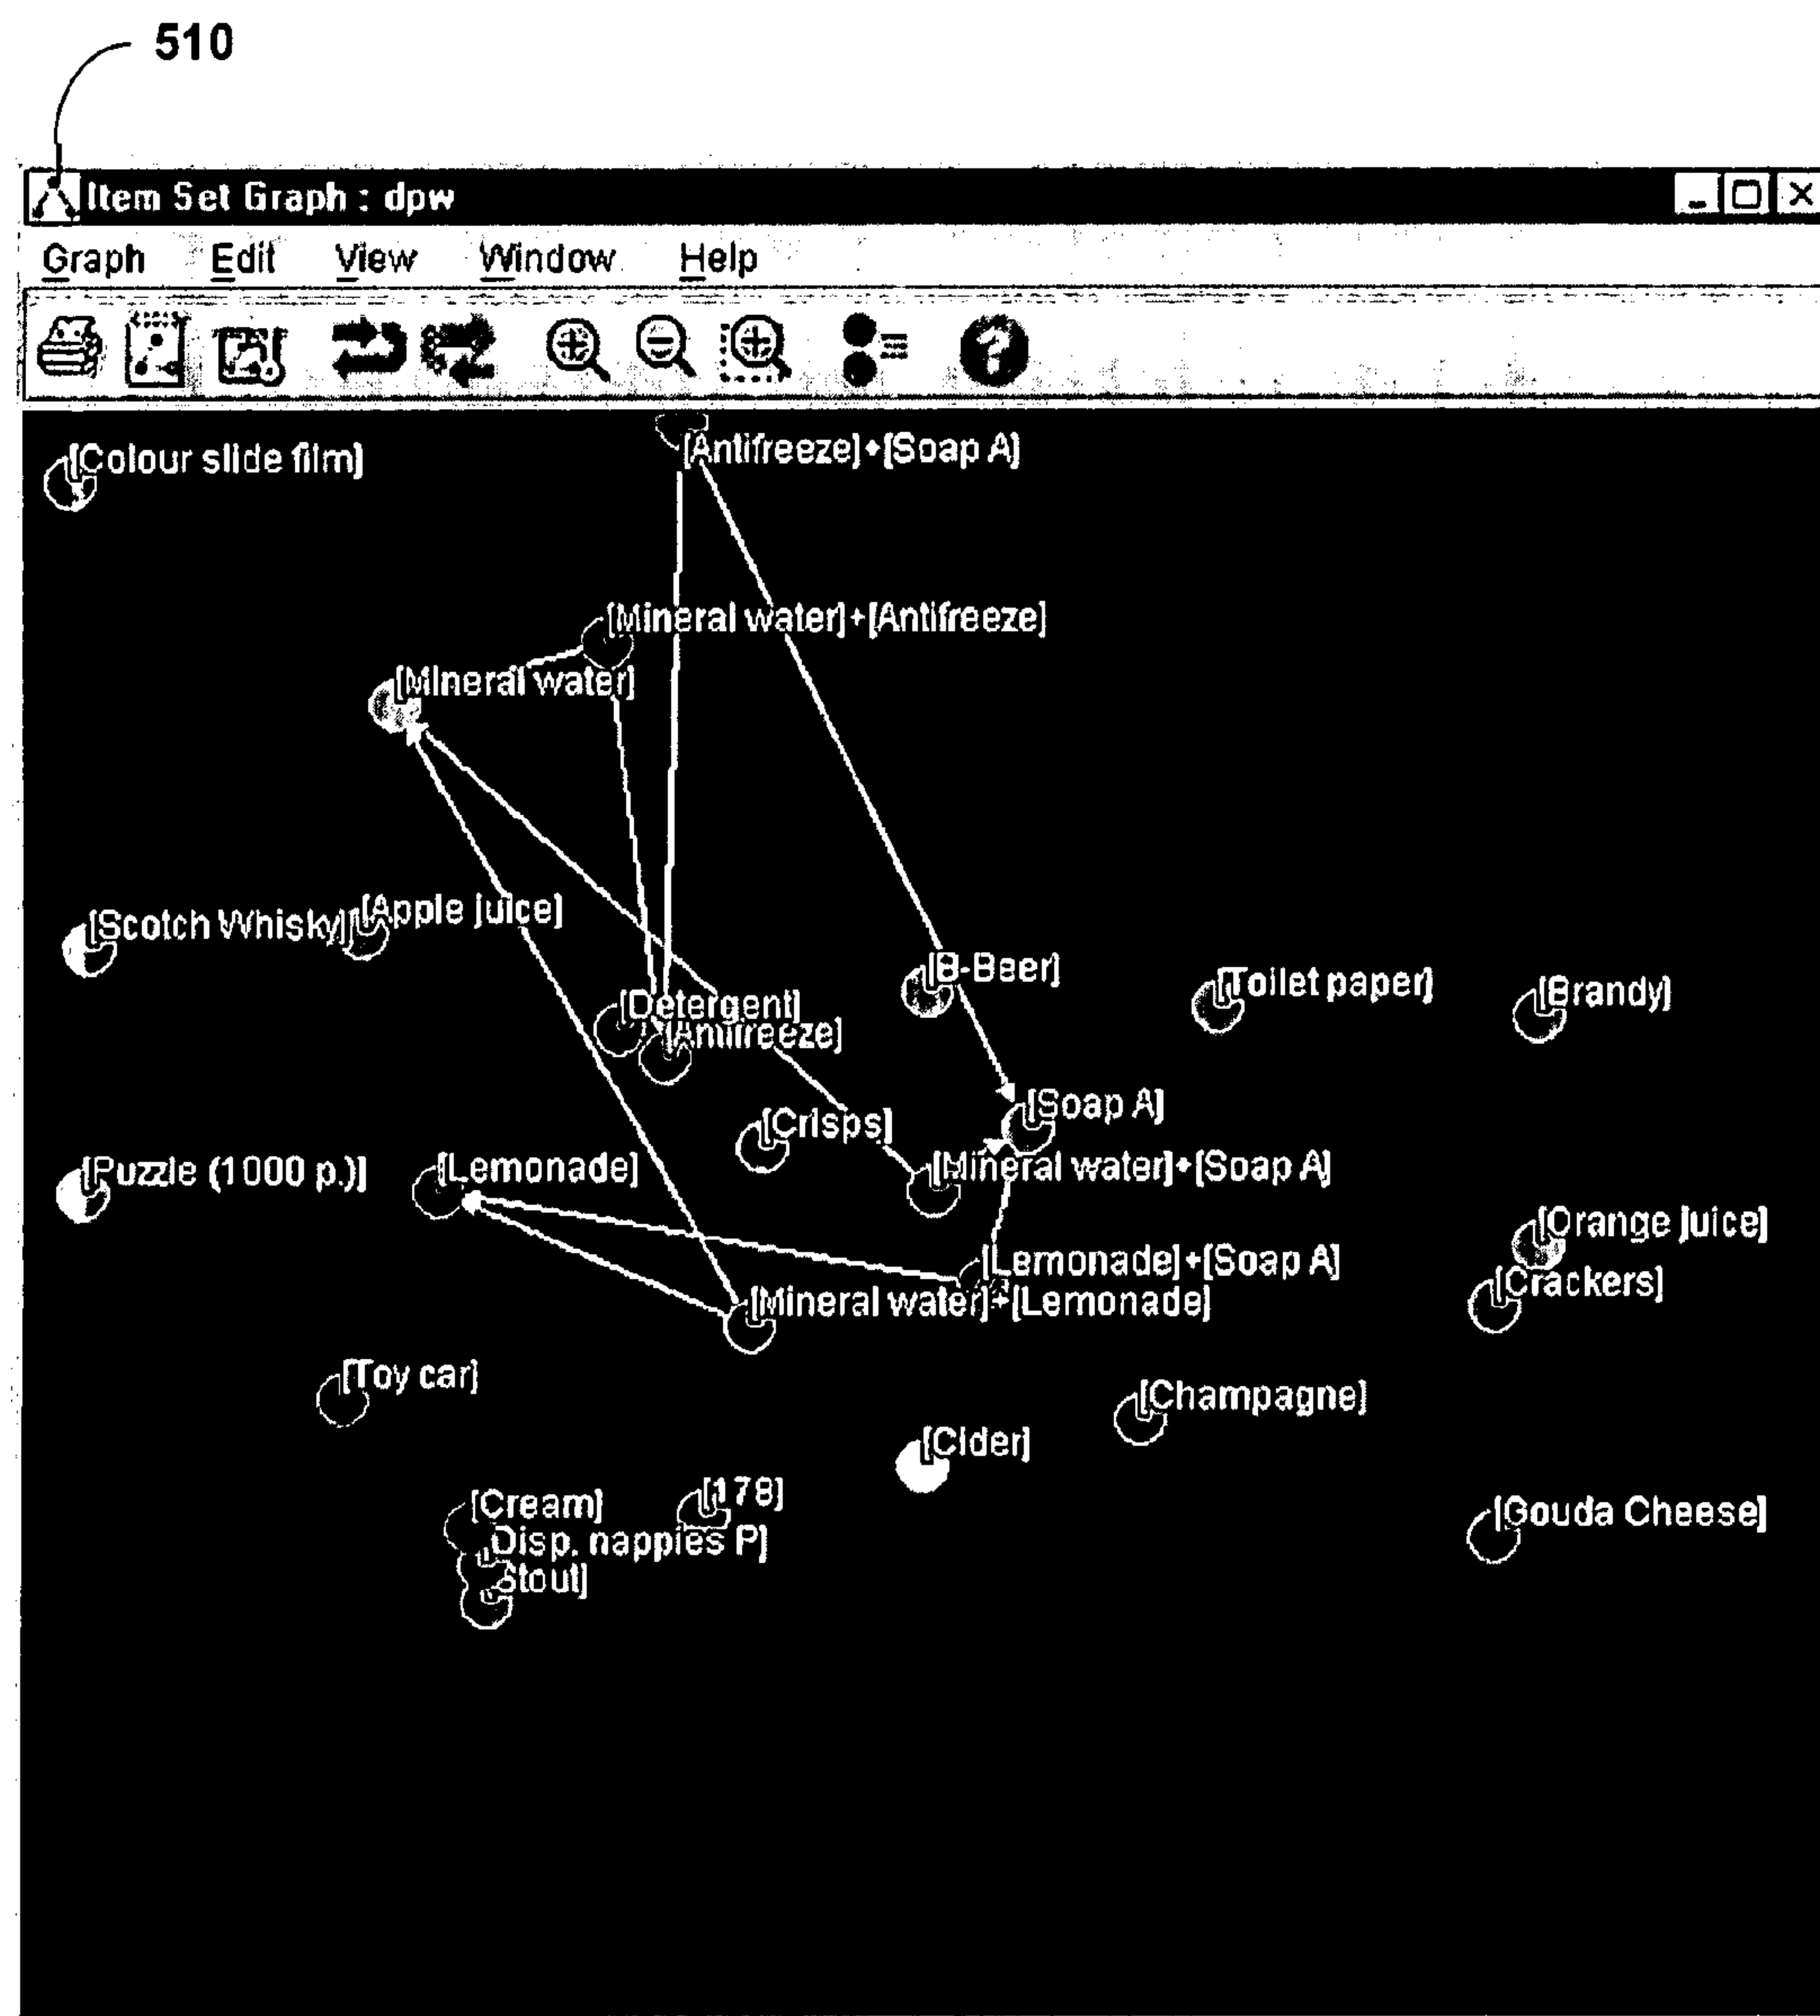 510
Item Set Graph : dpw
Graph Edit View Window Help
[Colour slide film]
[Antifreeze]+[Soap A]
[Mineral water]+[Antifreeze]
[Mineral water]
[Scotch Whisky]
[Apple juice]
[B-Beer]
[Toilet paper]
[Brandy]
[Detergent]
[Antifreeze]
[Soap A]
[Crisps]
[Puzzle (1000 p.)]
[Lemonade]
[Mineral water]+[Soap A]
[Orange juice]
[Lemonade]+[Soap A]
[Crackers]
[Mineral water]+[Lemonade]
[Toy car]
[Champagne]
[Cider]
[Cream]
[178]
[Gouda Cheese]
Disp. nappies P]
Stout]